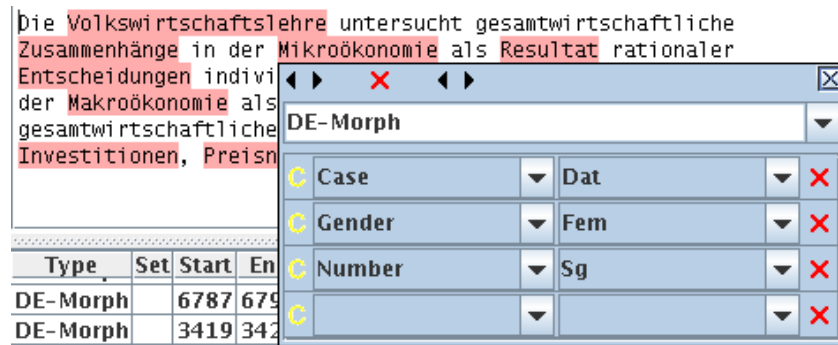 Die Volkswirtschaftslehre untersucht gesamtwirtschaftliche
Zusammenhänge in der Mikroökonomie als Resultat rationaler
Entscheidungen indivi
der Makroökonomie als
gesamtwirtschaftliche
Investitionen, Preisn
DE-Morph
C Case Dat
C Gender Fem
C Number Sg
C
Type Set Start En
DE-Morph 6787 679
DE-Morph 3419 342